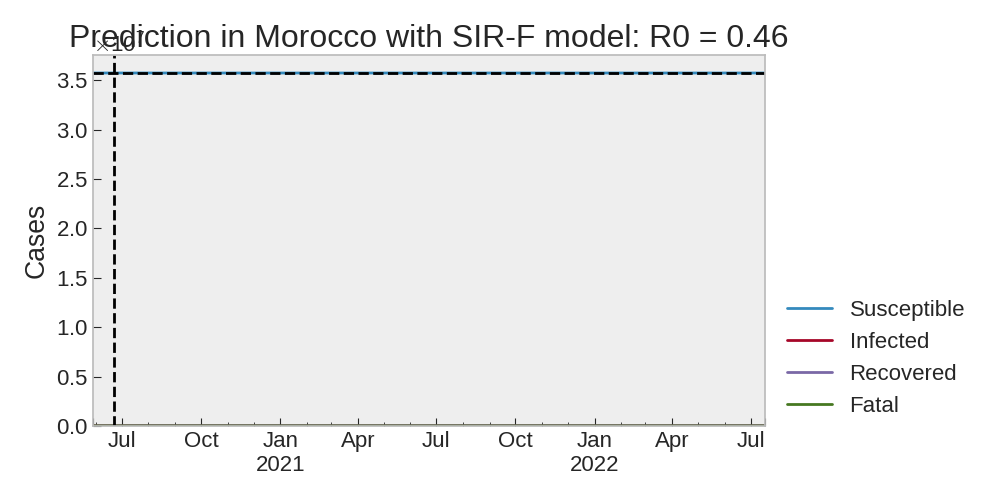 Prediction in Morocco with SIR-F model: R0 = 0.46
×10
3.5
3.0
2.5
2.0
1.5
1.0
0.5
0.0
Cases
Jul Oct Jan Apr Jul Oct Jan Apr Jul
2021 2022
Susceptible
Infected
Recovered
Fatal